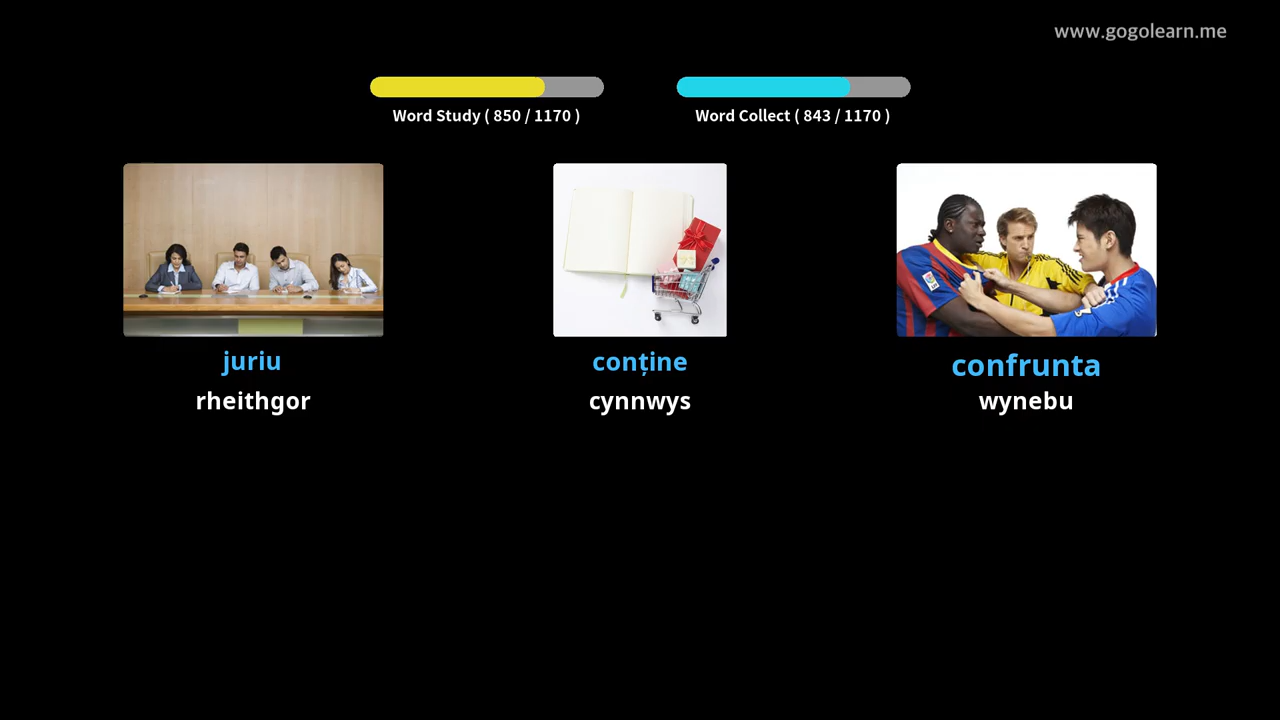 www.gogolearn.me
Word Study ( 850 / 1170 )
Word Collect ( 843 / 1170 )
juriu
rheithgor
conține
cynnwys
confrunta
wynebu